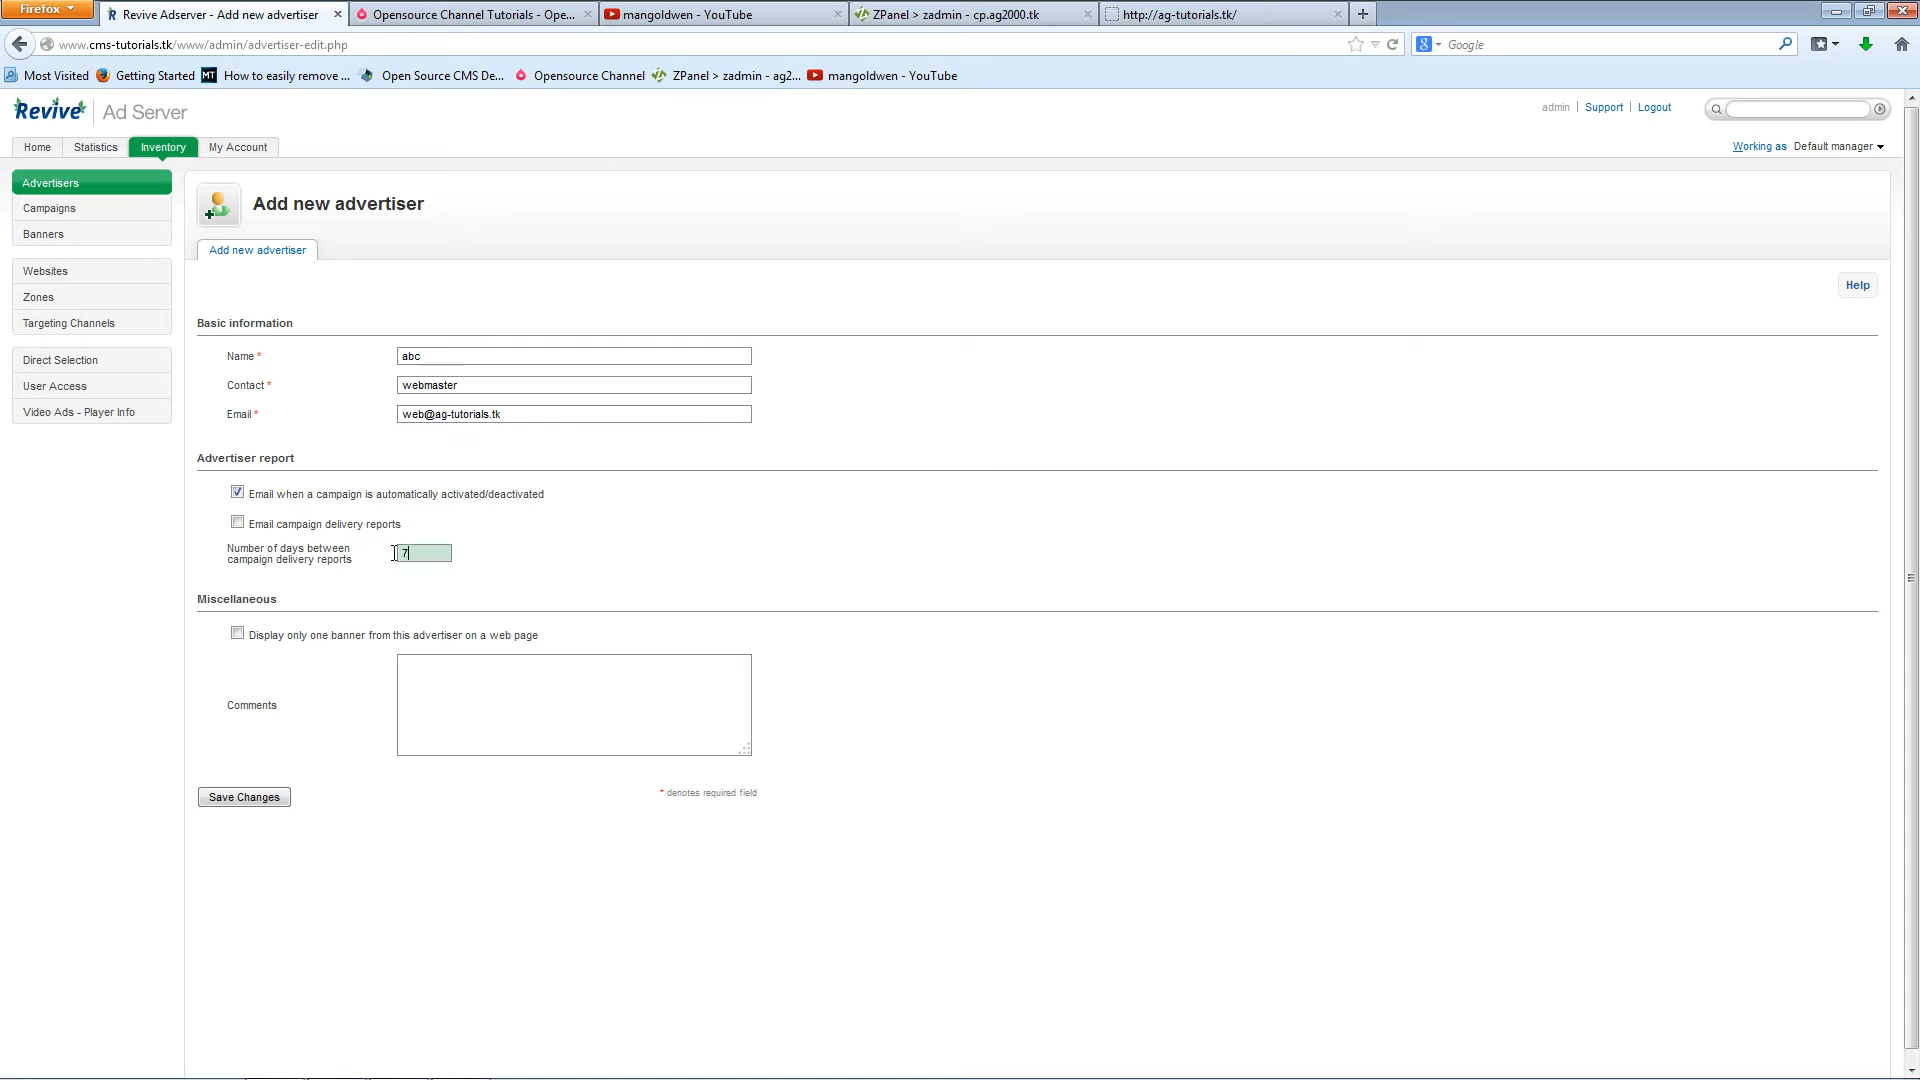 Firefox
Revive Adserver - Add new advertiser
Opensource Channel Tutorials - Ope...
mangoldwen - YouTube
ZPanel > zadmin - cp.ag2000.tk
http://ag-tutorials.tk/
www.cms-tutorials.tk/www/admin/advertiser-edit.php
8
Google
Most Visited
Getting Started
MT
How to easily remove ...
Open Source CMS De...
Opensource Channel
ZPanel > zadmin - ag2...
mangoldwen - YouTube
Revive
Ad Server
admin
Support
Logout
Home
Statistics
Inventory
My Account
Working as
Default manager
Advertisers
Campaigns
Banners
Websites
Zones
Targeting Channels
Direct Selection
User Access
Video Ads - Player Info
Add new advertiser
Add new advertiser
Help
Basic information
Name *
abc
Contact *
webmaster
Email *
web@ag-tutorials.tk
Advertiser report
Email when a campaign is automatically activated/deactivated
Email campaign delivery reports
Number of days between
campaign delivery reports
7
Miscellaneous
Display only one banner from this advertiser on a web page
Comments
Save Changes
* denotes required field